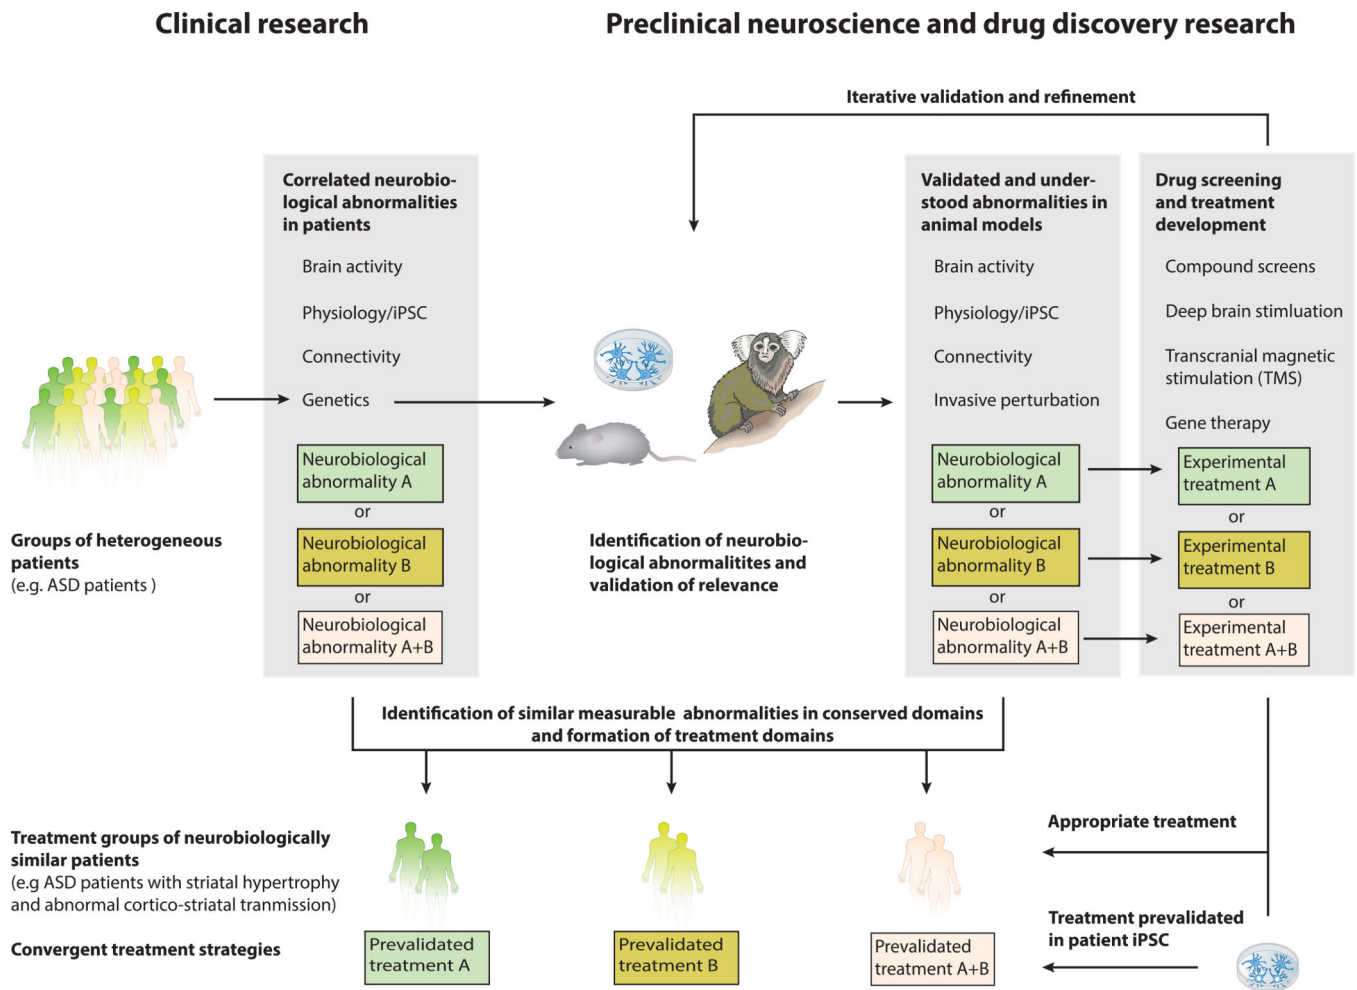 Clinical research
Preclinical neuroscience and drug discovery research
Iterative validation and refinement
Correlated neurobio-
logical abnormalities
in patients
Brain activity
Physiology/iPSC
Connectivity
Genetics
Neurobiological
abnormality A
or
Neurobiological
abnormality B
or
Neurobiological
abnormality A+B
Groups of heterogeneous
patients
(e.g. ASD patients )
Identification of neurobio-
logical abnormalitites and
validation of relevance
Validated and under-
stood abnormalities in
animal models
Brain activity
Physiology/iPSC
Connectivity
Invasive perturbation
Neurobiological
abnormality A
or
Neurobiological
abnormality B
or
Neurobiological
abnormality A+B
Drug screening
and treatment
development
Compound screens
Deep brain stimluation
Transcranial magnetic
stimulation (TMS)
Gene therapy
Experimental
treatment A
or
Experimental
treatment B
or
Experimental
treatment A+B
Identification of similar measurable abnormalities in conserved domains
and formation of treatment domains
Treatment groups of neurobiologically
similar patients
(e.g ASD patients with striatal hypertrophy
and abnormal cortico-striatal tranmission)
Appropriate treatment
Treatment prevalidated
in patient iPSC
Convergent treatment strategies
Prevalidated
treatment A
Prevalidated
treatment B
Prevalidated
treatment A+B